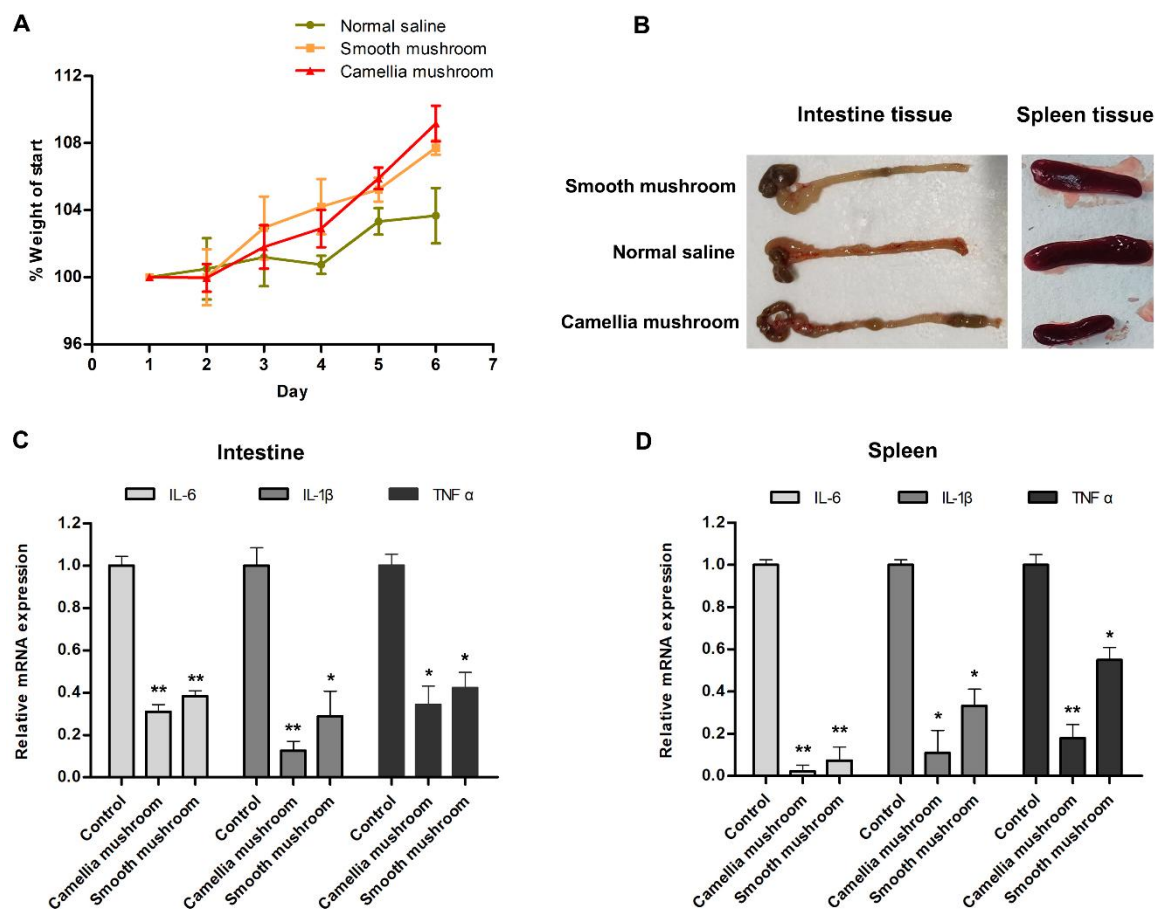 A
Normal saline
Smooth mushroom
Camellia mushroom
112
108
104
100
96
% Weight of start
0 1 2 3 4 5 6 7
Day
B
Intestine tissue Spleen tissue
Smooth mushroom
Normal saline
Camellia mushroom
C
Intestine
IL-6 IL-1β TNF α
1.2
1.0
0.8
0.6
0.4
0.2
0.0
Relative mRNA expression
** ** ** * * *
Control Camellia mushroom Smooth mushroom Control Camellia mushroom Smooth mushroom Control Camellia mushroom Smooth mushroom
D
Spleen
IL-6 IL-1β TNF α
1.2
1.0
0.8
0.6
0.4
0.2
0.0
Relative mRNA expression
** ** * * ** *
Control Camellia mushroom Smooth mushroom Control Camellia mushroom Smooth mushroom Control Camellia mushroom Smooth mushroom